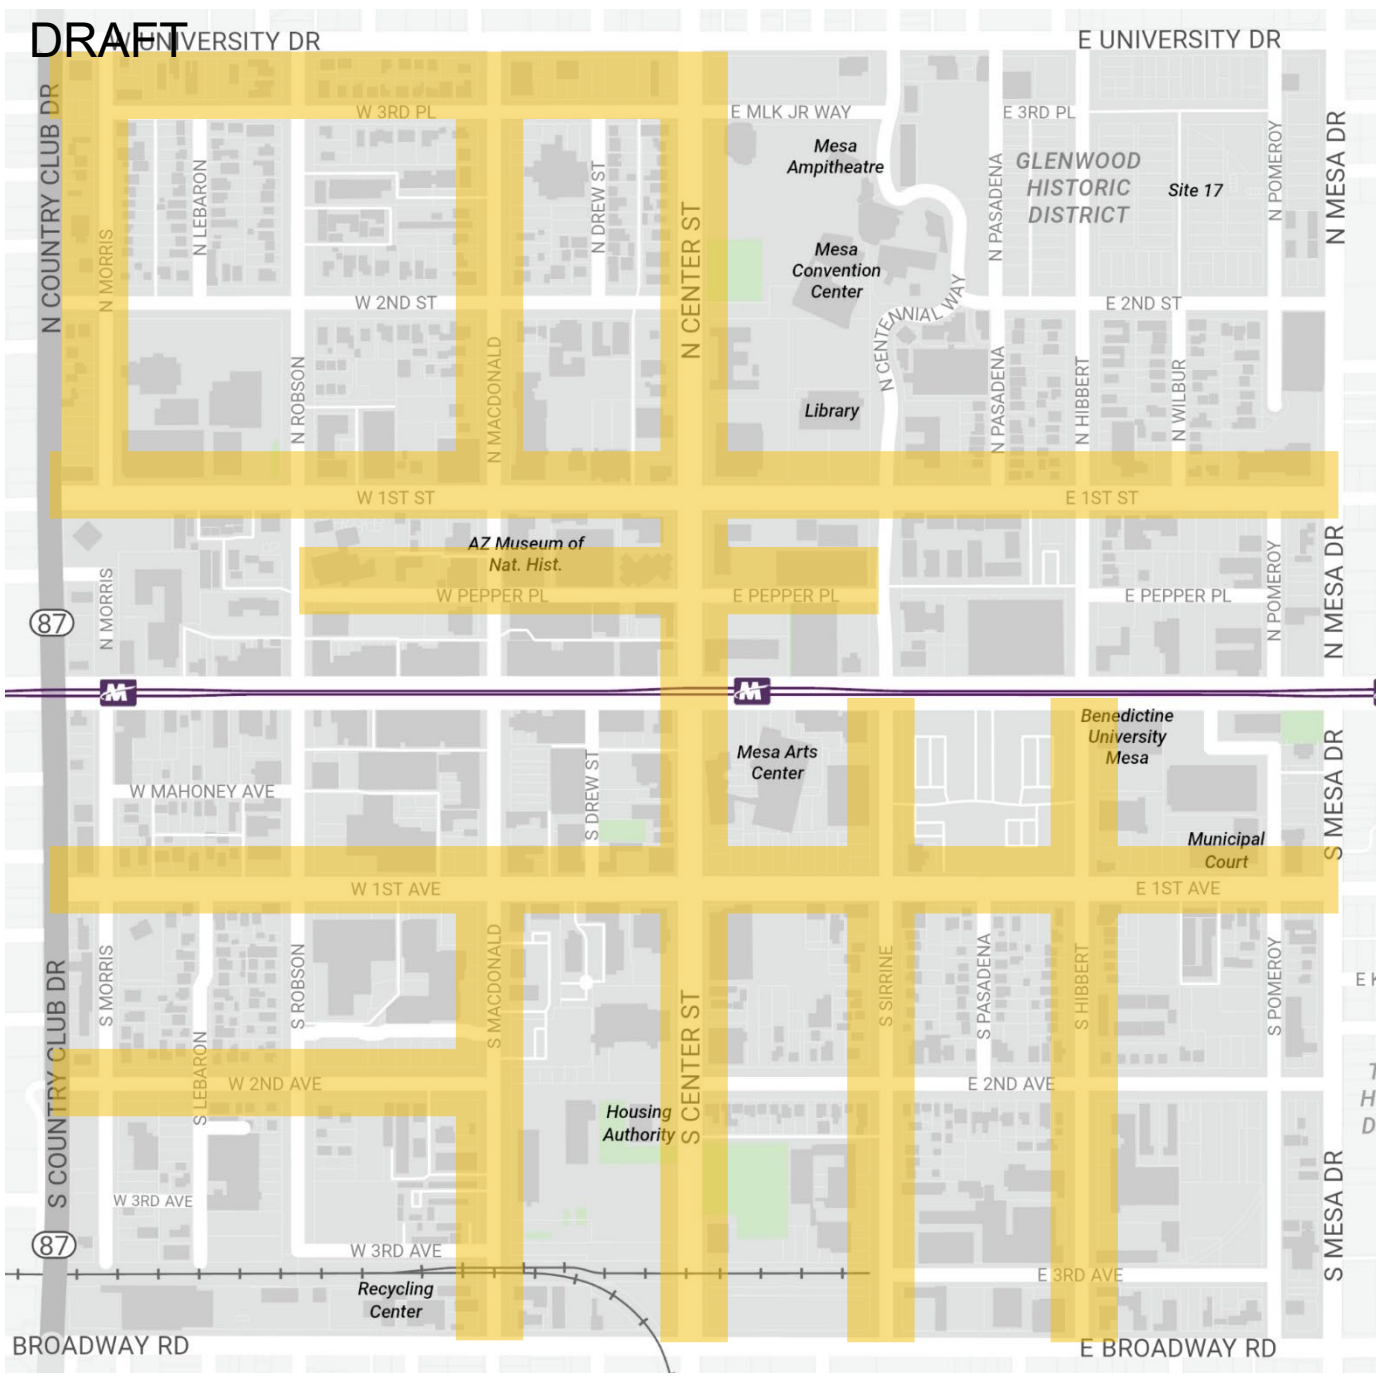 DRAFT
W UNIVERSITY DR
E UNIVERSITY DR
N COUNTRY CLUB DR
W 3RD PL
E MLK JR WAY
E 3RD PL
Mesa
Ampitheatre
GLENWOOD
HISTORIC
DISTRICT
Site 17
N MESA DR
N LEBARON
N DREW ST
N PASADENA
N POMEROY
N MORRIS
N CENTER ST
Mesa
Convention
Center
W 2ND ST
N CENTENNIAL WAY
E 2ND ST
N ROBSON
N MACDONALD
Library
N PASADENA
N HIBBERT
N WILBUR
W 1ST ST
E 1ST ST
AZ Museum of
Nat. Hist.
N MORRIS
W PEPPER PL
E PEPPER PL
E PEPPER PL
N POMEROY
N MESA DR
87
M
M
Mesa Arts
Center
Benedictine
University
Mesa
W MAHONEY AVE
S DREW ST
S MESA DR
Municipal
Court
W 1ST AVE
E 1ST AVE
S MORRIS
S ROBSON
S MACDONALD
S SIRRINE
S PASADENA
S HIBBERT
S POMEROY
E K
S COUNTRY CLUB DR
S LEBARON
S CENTER ST
W 2ND AVE
E 2ND AVE
T
H
D
Housing
Authority
W 3RD AVE
S MESA DR
87
W 3RD AVE
E 3RD AVE
Recycling
Center
BROADWAY RD
E BROADWAY RD